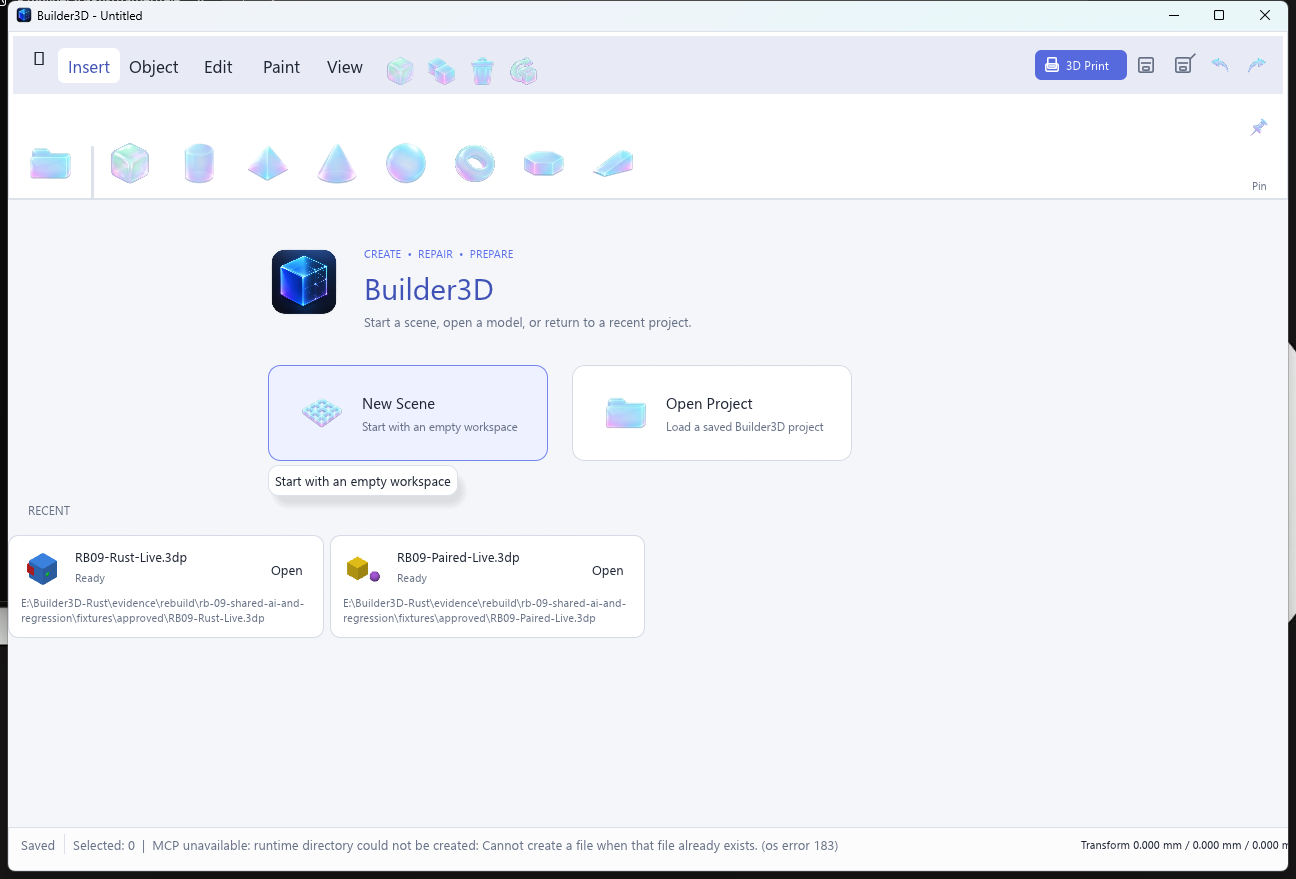 Builder3D - Untitled
Insert Object Edit Paint View
3D Print
Pin
CREATE • REPAIR • PREPARE
Builder3D
Start a scene, open a model, or return to a recent project.
New Scene
Start with an empty workspace
Open Project
Load a saved Builder3D project
Start with an empty workspace
RECENT
RB09-Rust-Live.3dp
Ready
Open
E:\Builder3D-Rust\evidence\rebuild\rb-09-shared-ai-and-
regression\fixtures\approved\RB09-Rust-Live.3dp
RB09-Paired-Live.3dp
Ready
Open
E:\Builder3D-Rust\evidence\rebuild\rb-09-shared-ai-and-
regression\fixtures\approved\RB09-Paired-Live.3dp
Saved Selected: 0 | MCP unavailable: runtime directory could not be created: Cannot create a file when that file already exists. (os error 183) Transform 0.000 mm / 0.000 mm / 0.000